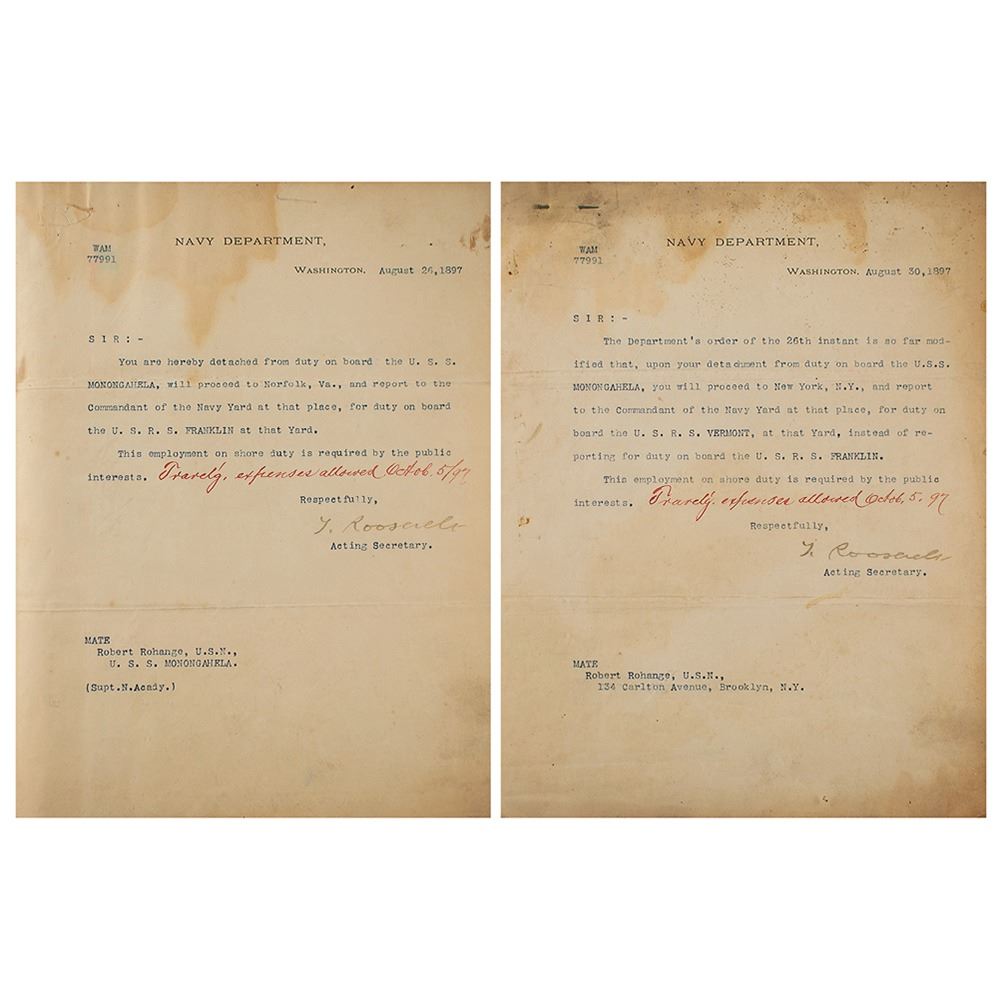 WAM
77991
NAVY DEPARTMENT,
WASHINGTON. August 26,1897
S I R : -
You are hereby detached from duty on board the U. S. S.
MONONGAHELA, will proceed to Norfolk, Va., and report to the
Commandant of the Navy Yard at that place, for duty on board
the U. S. R. S. FRANKLIN at that Yard.
This employment on shore duty is required by the public
interests. Travelg. expenses allowed Octob. 5/97
Respectfully,
T. Roosevelt
Acting Secretary.
MATE
Robert Rohange, U.S.N.,
U. S. S. MONONGAHELA.
(Supt.N.Acady.)
WAM
77991
NAVY DEPARTMENT,
WASHINGTON. August 30,1897
S I R : -
The Department's order of the 26th instant is so far mod-
ified that, upon your detachment from duty on board the U.S.S.
MONONGAHELA, you will proceed to New York, N.Y., and report
to the Commandant of the Navy Yard at that place, for duty on
board the U. S. R. S. VERMONT, at that Yard, instead of re-
porting for duty on board the U. S. R. S. FRANKLIN.
This employment on shore duty is required by the public
interests. Travelg. expenses allowed Octob. 5. 97
Respectfully,
T. Roosevelt
Acting Secretary.
MATE
Robert Rohange, U.S.N.,
134 Carlton Avenue, Brooklyn, N.Y.